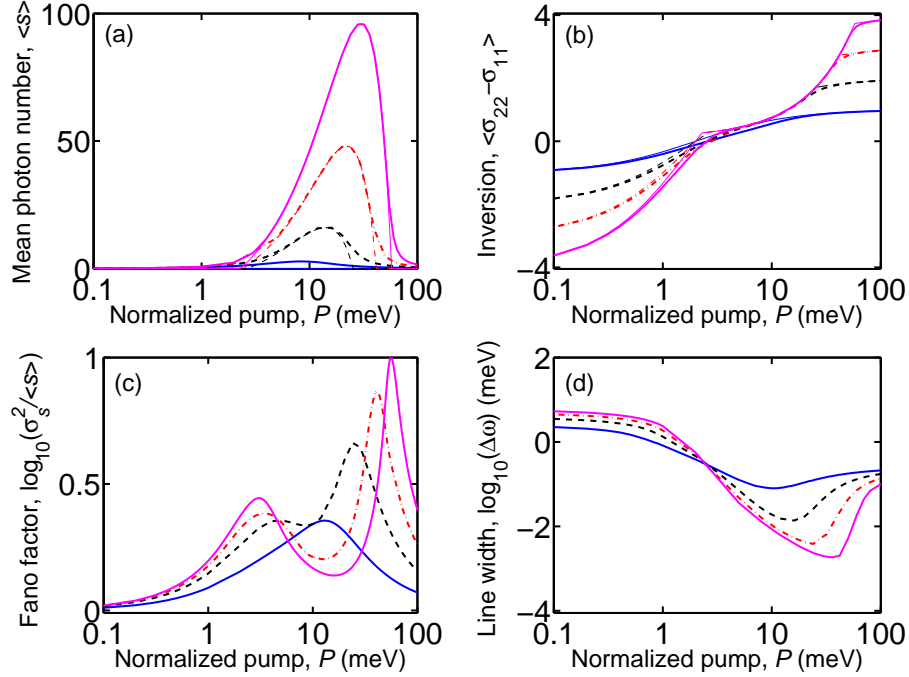 (a)
Mean photon number, <s>
100
50
0
0.1
1
10
100
Normalized pump, P (meV)
(b)
Inversion, <σ₂₂−σ₁₁>
4
0
−4
0.1
1
10
100
Normalized pump, P (meV)
(c)
Fano factor, log₁₀(σₛ²/<s>)
1
0.5
0
0.1
1
10
100
Normalized pump, P (meV)
(d)
Line width, log₁₀(Δω) (meV)
2
0
−2
−4
0.1
1
10
100
Normalized pump, P (meV)